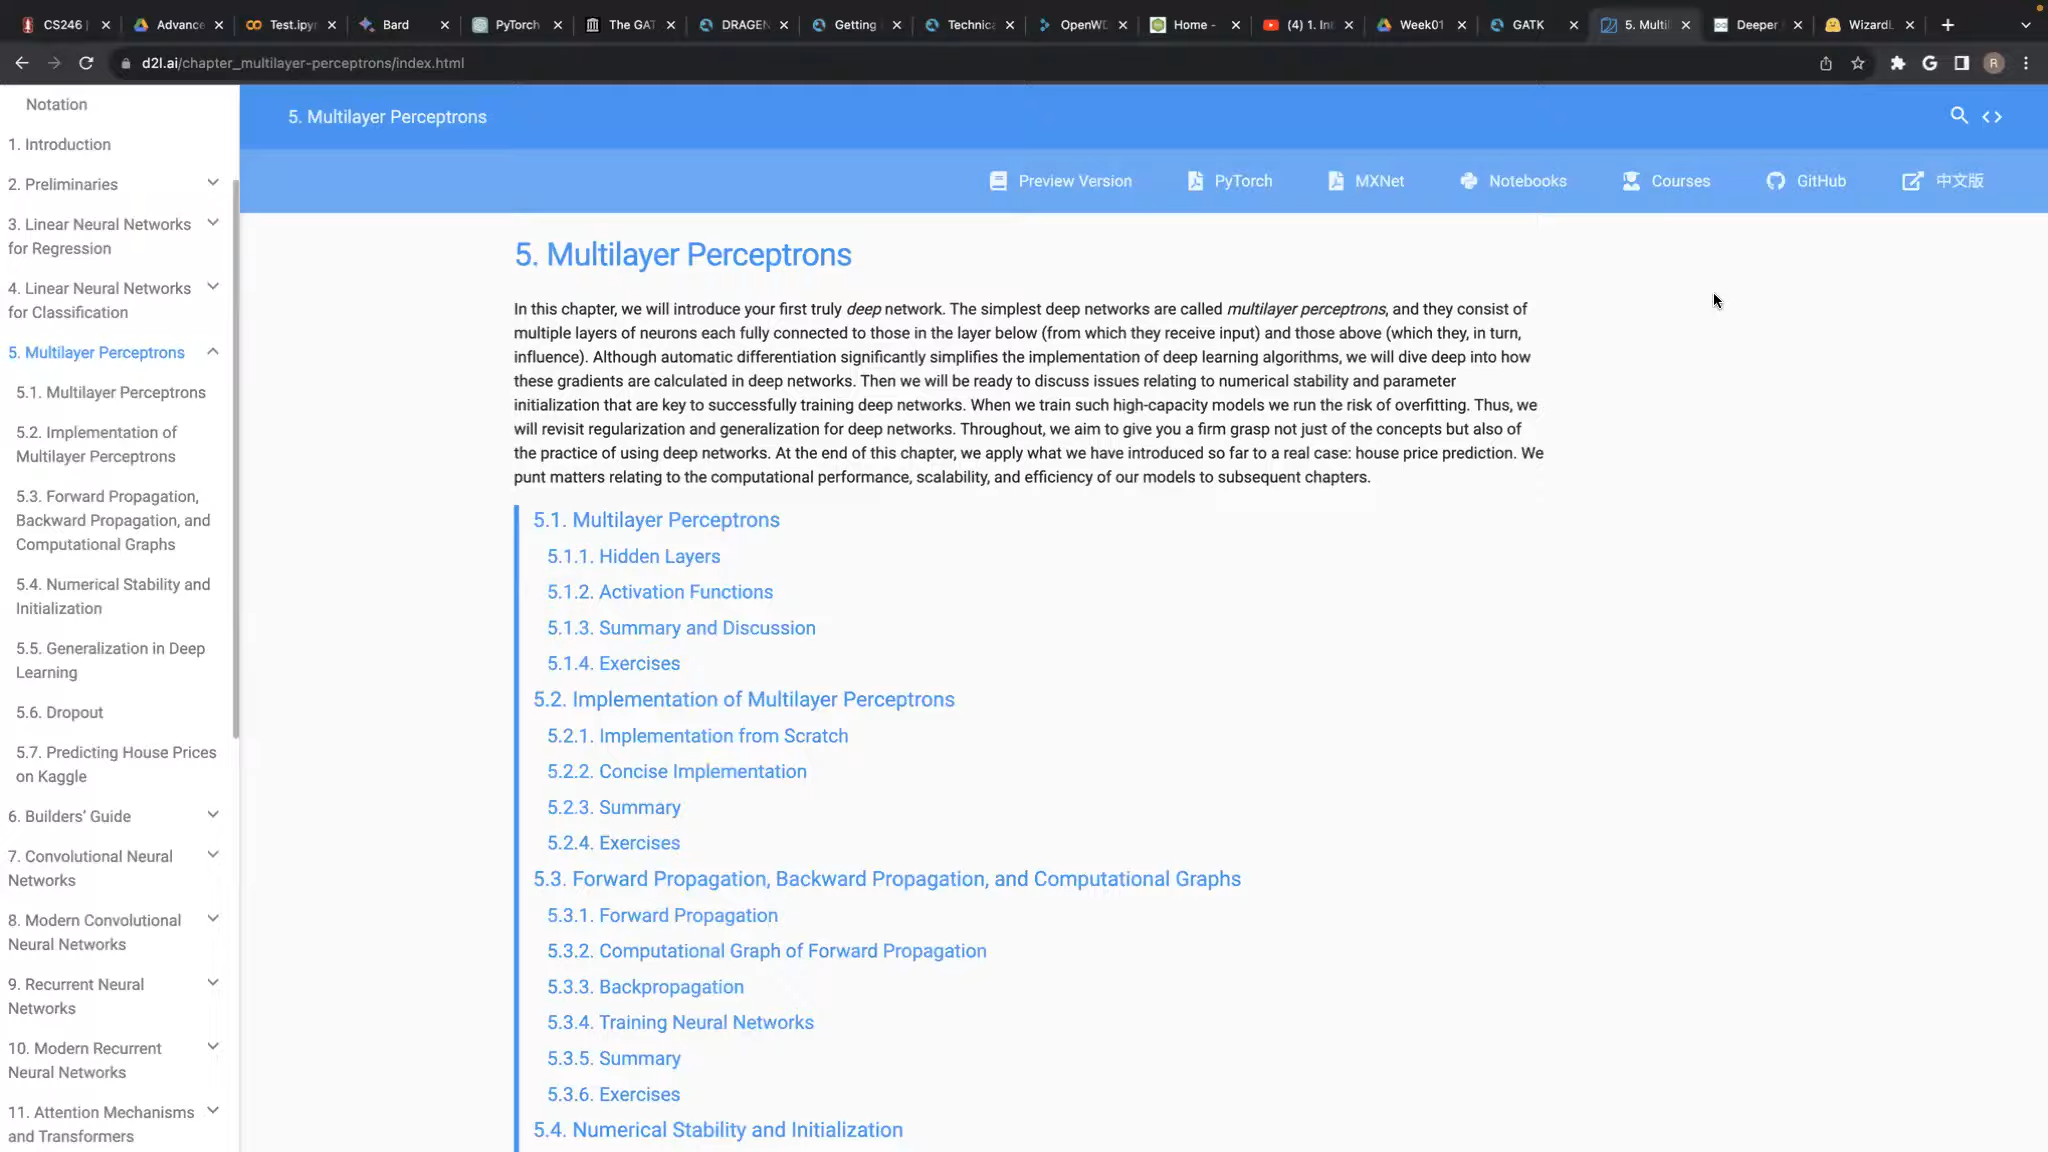 CS246
Advance
Test.ipyn
Bard
PyTorch
The GAT
DRAGEN
Getting
Technica
OpenWD
Home -
(4) 1. In
Week01
GATK
5. Multi
Deeper
WizardL
d2l.ai/chapter_multilayer-perceptrons/index.html
R
5. Multilayer Perceptrons
Preview Version
PyTorch
MXNet
Notebooks
Courses
GitHub
中文版
Notation
1. Introduction
2. Preliminaries
3. Linear Neural Networks
for Regression
4. Linear Neural Networks
for Classification
5. Multilayer Perceptrons
5.1. Multilayer Perceptrons
5.2. Implementation of
Multilayer Perceptrons
5.3. Forward Propagation,
Backward Propagation, and
Computational Graphs
5.4. Numerical Stability and
Initialization
5.5. Generalization in Deep
Learning
5.6. Dropout
5.7. Predicting House Prices
on Kaggle
6. Builders’ Guide
7. Convolutional Neural
Networks
8. Modern Convolutional
Neural Networks
9. Recurrent Neural
Networks
10. Modern Recurrent
Neural Networks
11. Attention Mechanisms
and Transformers
5. Multilayer Perceptrons
In this chapter, we will introduce your first truly deep network. The simplest deep networks are called multilayer perceptrons, and they consist of
multiple layers of neurons each fully connected to those in the layer below (from which they receive input) and those above (which they, in turn,
influence). Although automatic differentiation significantly simplifies the implementation of deep learning algorithms, we will dive deep into how
these gradients are calculated in deep networks. Then we will be ready to discuss issues relating to numerical stability and parameter
initialization that are key to successfully training deep networks. When we train such high-capacity models we run the risk of overfitting. Thus, we
will revisit regularization and generalization for deep networks. Throughout, we aim to give you a firm grasp not just of the concepts but also of
the practice of using deep networks. At the end of this chapter, we apply what we have introduced so far to a real case: house price prediction. We
punt matters relating to the computational performance, scalability, and efficiency of our models to subsequent chapters.
5.1. Multilayer Perceptrons
5.1.1. Hidden Layers
5.1.2. Activation Functions
5.1.3. Summary and Discussion
5.1.4. Exercises
5.2. Implementation of Multilayer Perceptrons
5.2.1. Implementation from Scratch
5.2.2. Concise Implementation
5.2.3. Summary
5.2.4. Exercises
5.3. Forward Propagation, Backward Propagation, and Computational Graphs
5.3.1. Forward Propagation
5.3.2. Computational Graph of Forward Propagation
5.3.3. Backpropagation
5.3.4. Training Neural Networks
5.3.5. Summary
5.3.6. Exercises
5.4. Numerical Stability and Initialization